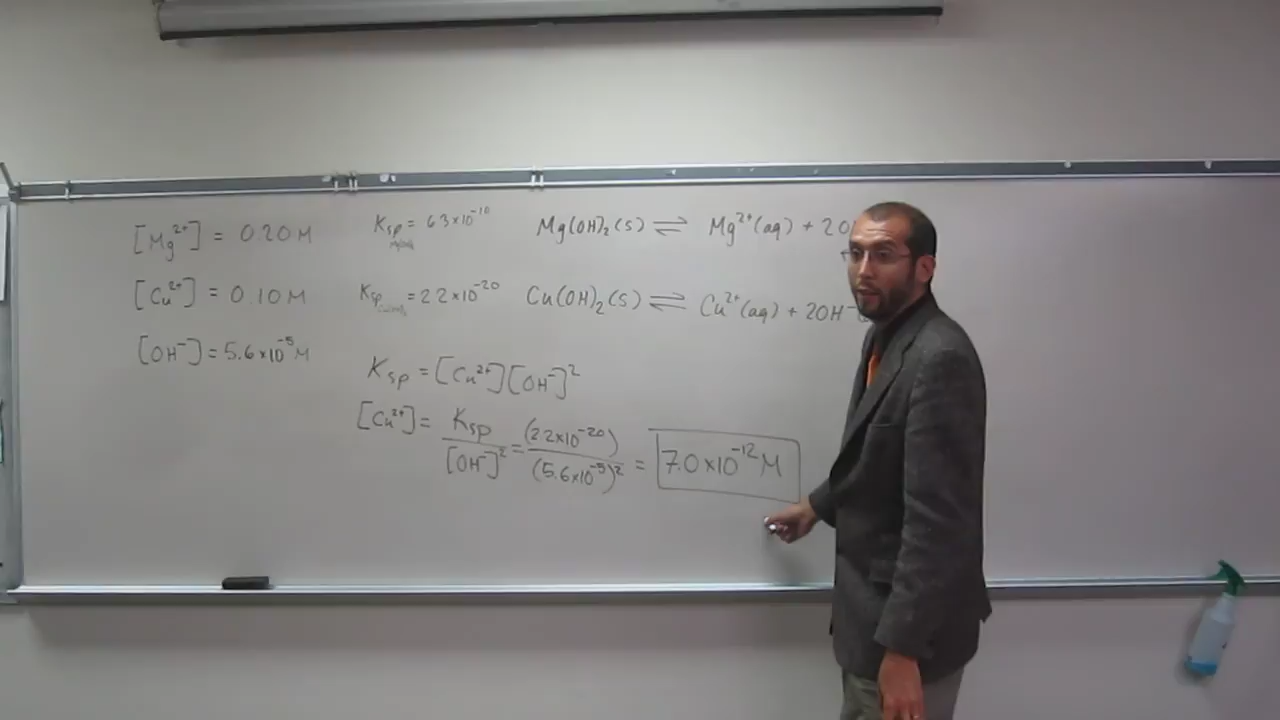 [Mg²⁺] = 0.20 M Ksp = 6.3×10⁻¹⁰ Mg(OH)₂(s) ⇌ Mg²⁺(aq) + 2O
[Cu²⁺] = 0.10 M Ksp = 2.2×10⁻²⁰ Cu(OH)₂(s) ⇌ Cu²⁺(aq) + 2OH⁻
[OH⁻] = 5.6×10⁻⁵ M
Ksp = [Cu²⁺][OH⁻]²
[Cu²⁺] = Ksp / [OH⁻]² = (2.2×10⁻²⁰) / (5.6×10⁻⁵)² = 7.0×10⁻¹² M